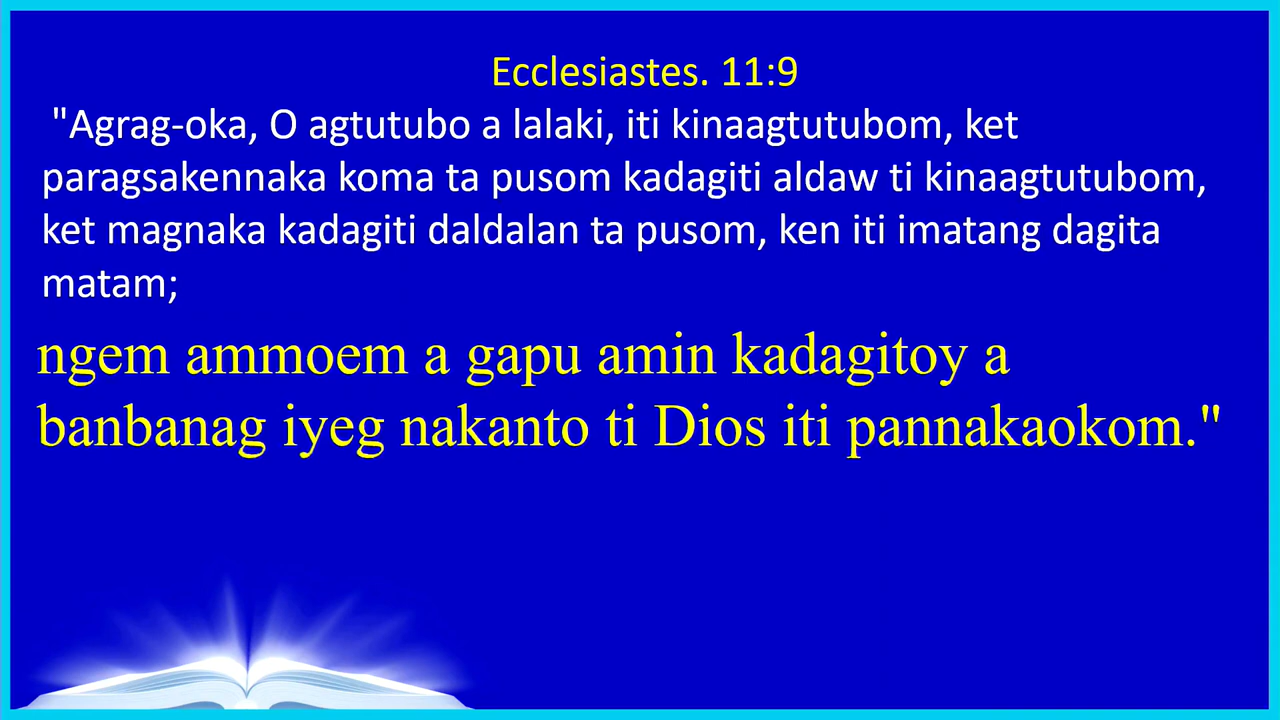 Ecclesiastes. 11:9
"Agrag-oka, O agtutubo a lalaki, iti kinaagtutubom, ket
paragsakennaka koma ta pusom kadagiti aldaw ti kinaagtutubom,
ket magnaka kadagiti daldalan ta pusom, ken iti imatang dagita
matam;
ngem ammoem a gapu amin kadagitoy a
banbanag iyeg nakanto ti Dios iti pannakaokom."